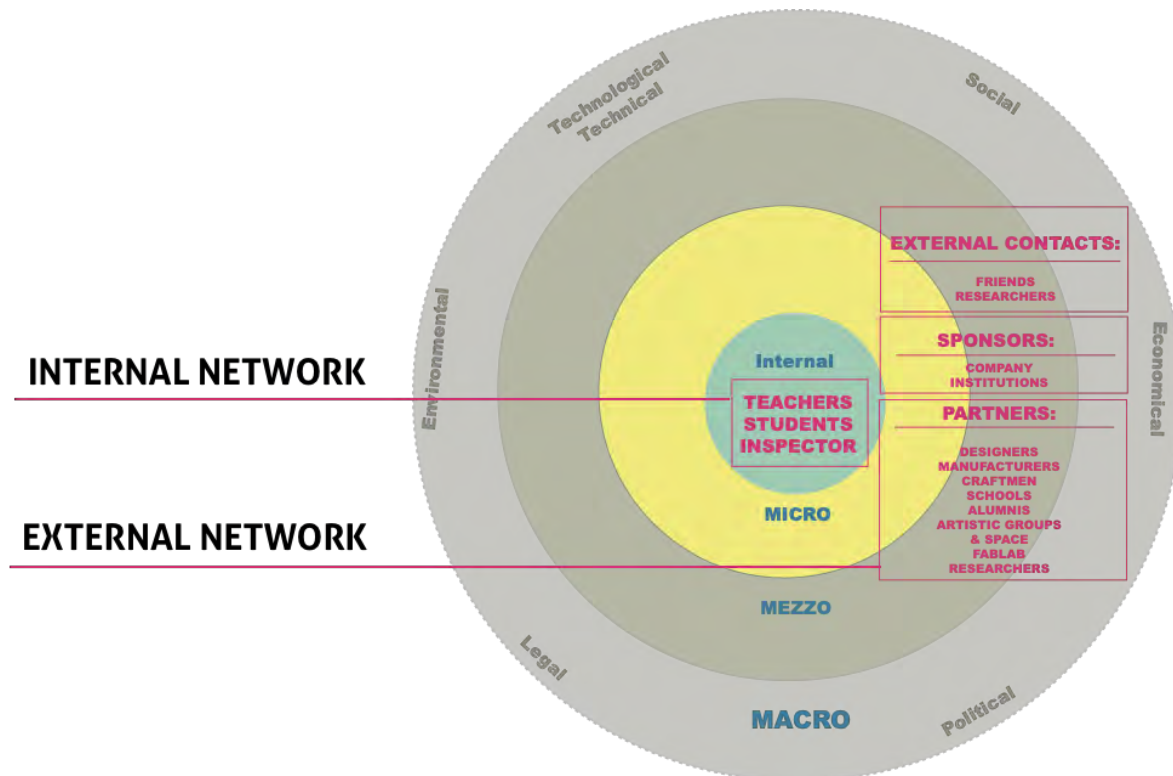 Technological
Technical
Social
Environmental
Economical
Legal
Political
INTERNAL NETWORK
EXTERNAL NETWORK
Internal
TEACHERS
STUDENTS
INSPECTOR
MICRO
MEZZO
MACRO
EXTERNAL CONTACTS:
FRIENDS
RESEARCHERS
SPONSORS:
COMPANY
INSTITUTIONS
PARTNERS:
DESIGNERS
MANUFACTURERS
CRAFTMEN
SCHOOLS
ALUMNIS
ARTISTIC GROUPS
& SPACE
FABLAB
RESEARCHERS